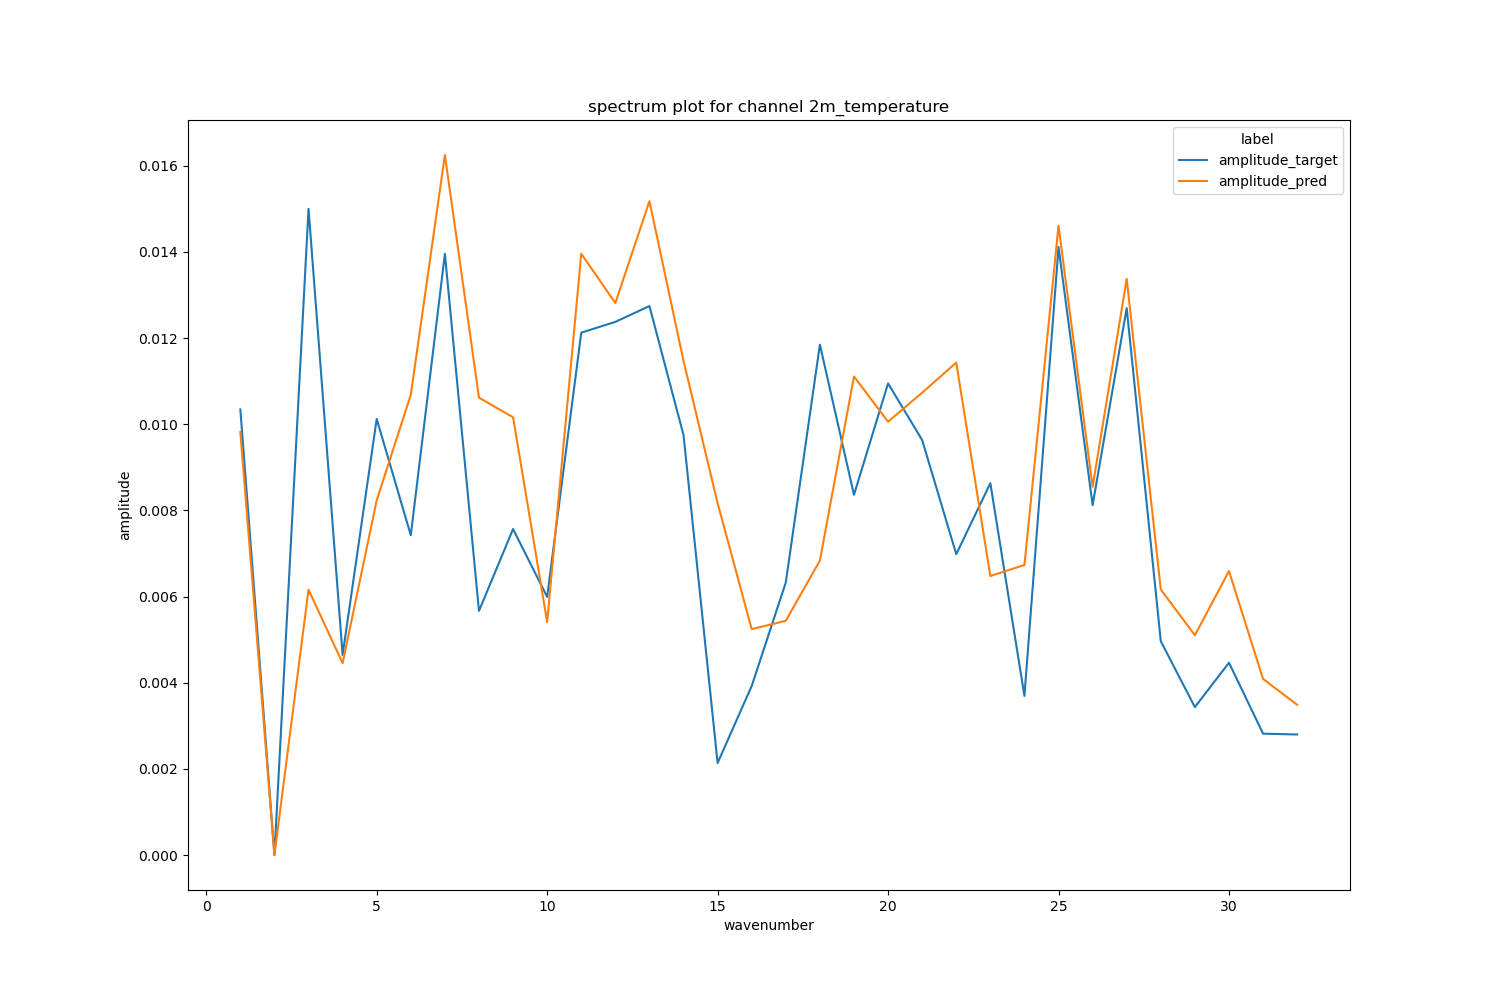 spectrum plot for channel 2m_temperature
label
amplitude_target
amplitude_pred
0.016
0.014
0.012
0.010
0.008
0.006
0.004
0.002
0.000
amplitude
0 5 10 15 20 25 30
wavenumber